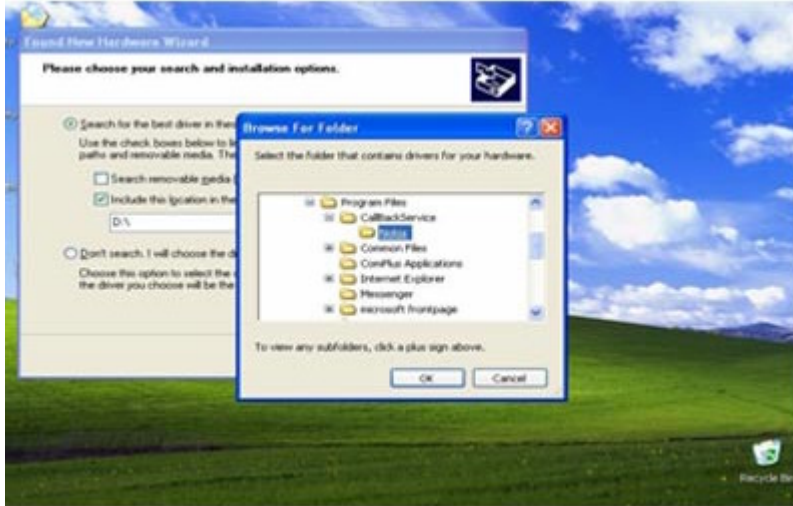 Found New Hardware Wizard
Please choose your search and installation options.
Search for the best driver in these
Use the check boxes below to li
paths and removable media. The
Search removable media (
Include this location in the
D:\
Don't search. I will choose the d
Choose this option to select the
the driver you choose will be the
Browse For Folder
Select the folder that contains drivers for your hardware.
Program Files
CallBackService
Nokia
Common Files
ComPlus Applications
Internet Explorer
Messenger
microsoft frontpage
To view any subfolders, click a plus sign above.
OK
Cancel
Recycle Bin